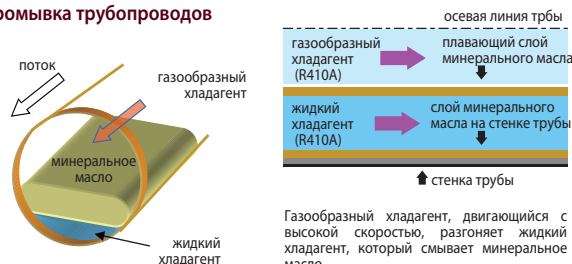 ромывка трубопроводов
поток
газообразный
хладагент
минеральное
масло
жидкий
хладагент
осевая линия трбы
газообразный
хладагент
(R410A)
плавающий слой
минерального масла
жидкий
хладагент
(R410A)
слой минерального
масла на стенке трубы
стенка трубы
Газообразный хладагент, двигающийся с
высокой скоростью, разгоняет жидкий
хладагент, который смывает минеральное
масло